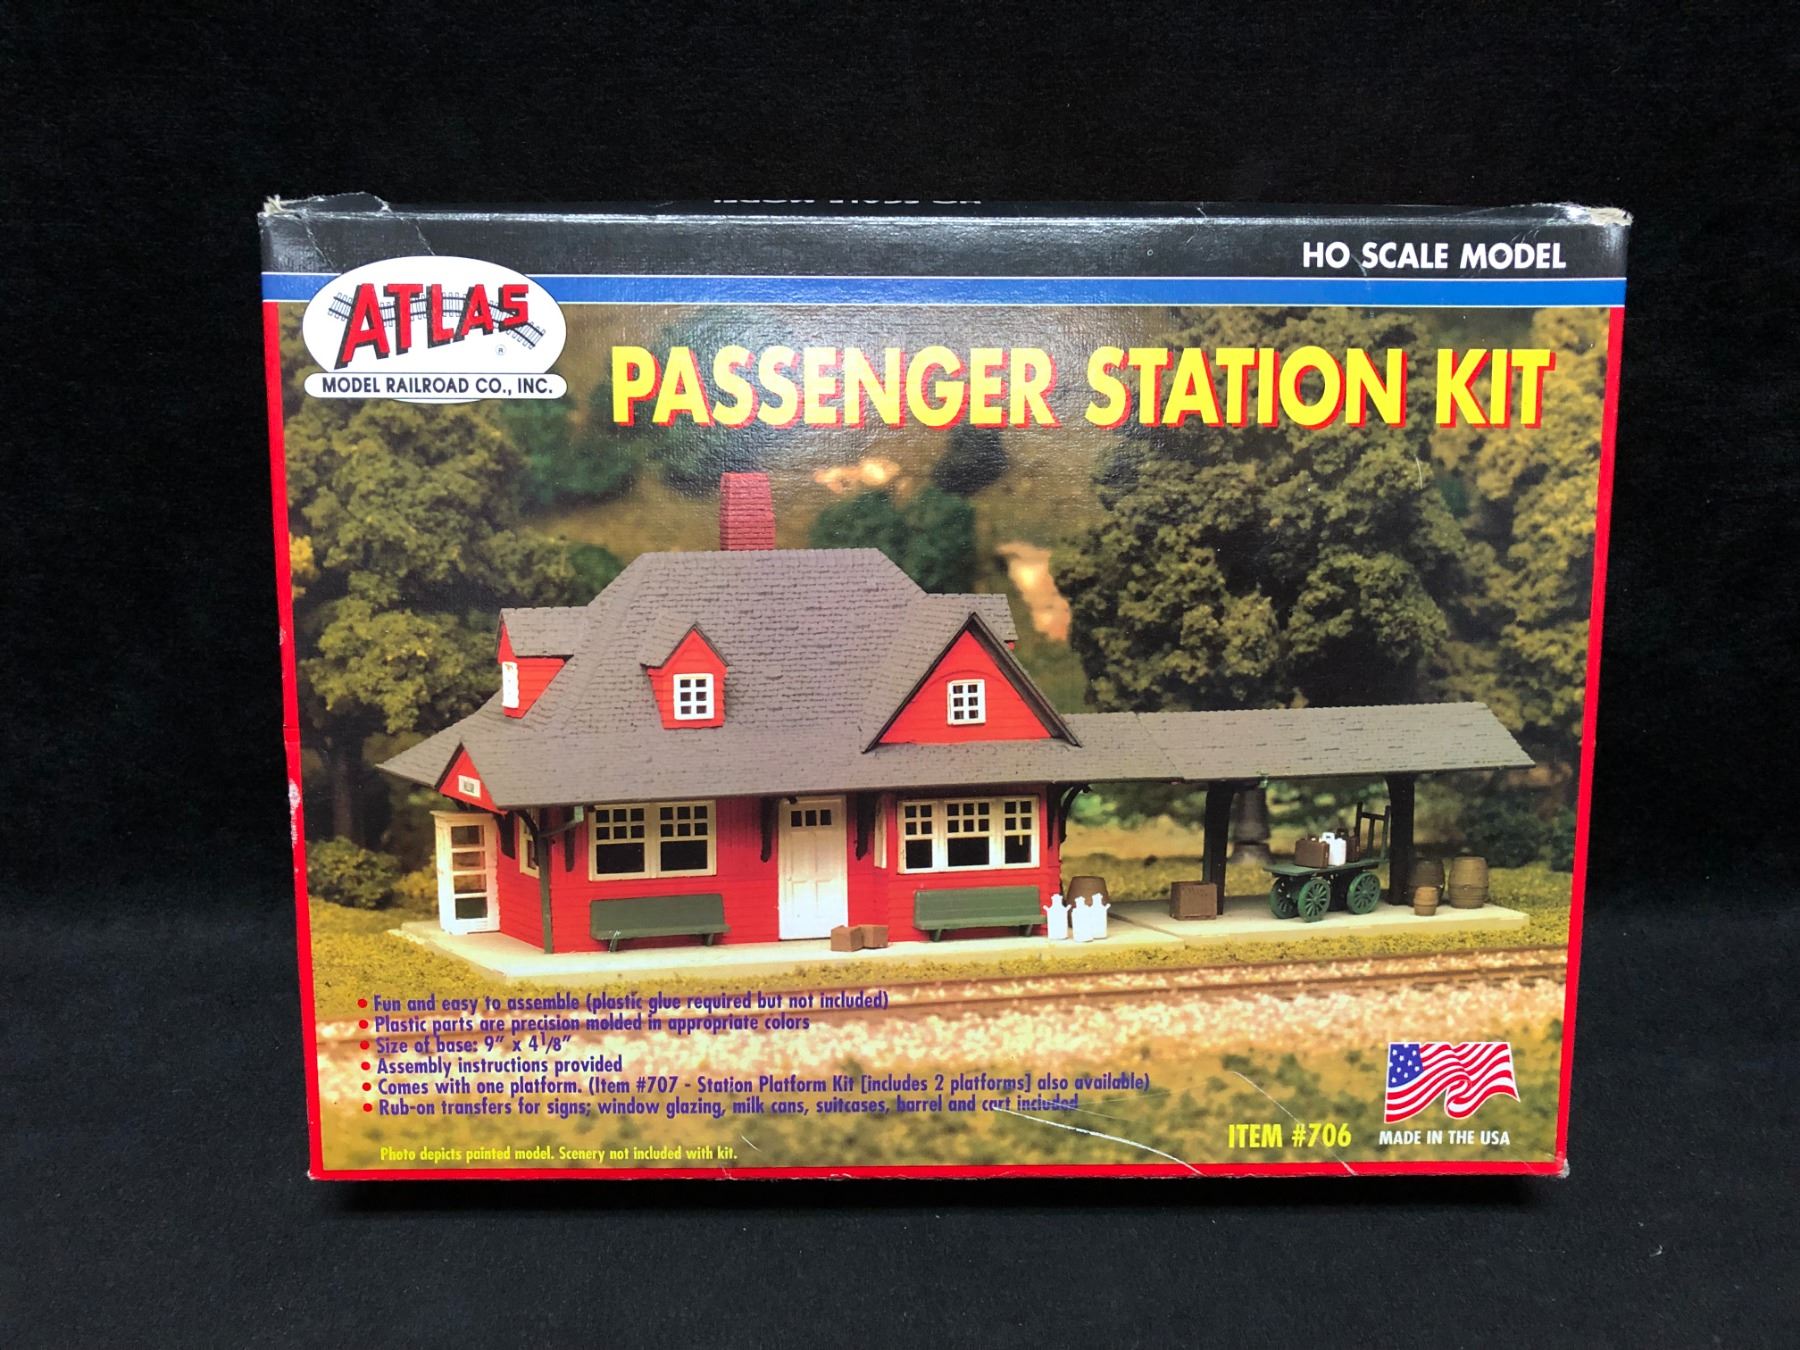 HO SCALE MODEL
ATLAS
®
MODEL RAILROAD CO., INC.
PASSENGER STATION KIT
• Fun and easy to assemble (plastic glue required but not included)
• Plastic parts are precision molded in appropriate colors
• Size of base: 9" x 4 1/8"
• Assembly instructions provided
• Comes with one platform. (Item #707 - Station Platform Kit [includes 2 platforms] also available)
• Rub-on transfers for signs; window glazing, milk cans, suitcases, barrel and cart included
Photo depicts painted model. Scenery not included with kit.
ITEM #706
MADE IN THE USA